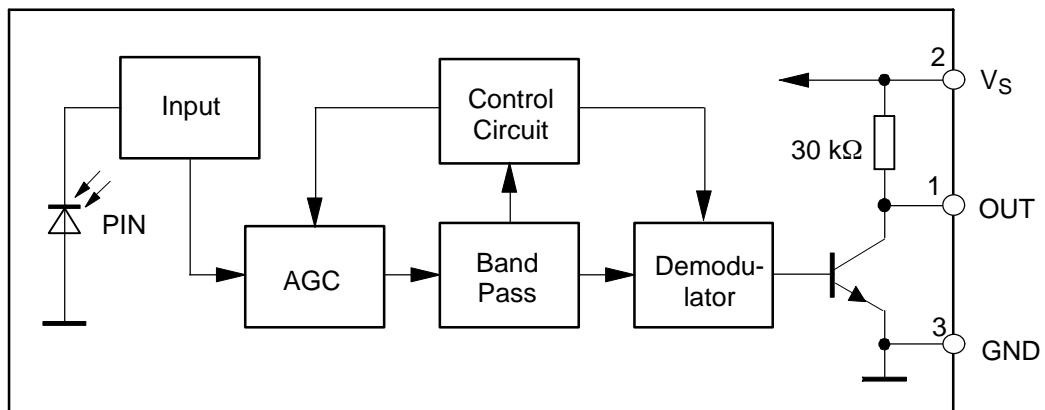 Input
Control
Circuit
PIN
AGC
Band
Pass
Demodu-
lator
30 kΩ
2
V_S
1
OUT
3
GND